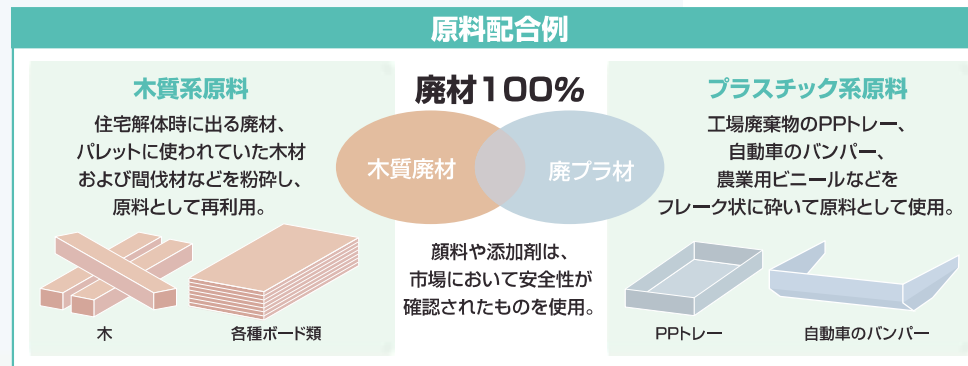 原料配合例
木質系原料
住宅解体時に出る廃材、
パレットに使われていた木材
および間伐材などを粉砕し、
原料として再利用。
木
各種ボード類
廃材100%
木質廃材
廃プラ材
顔料や添加剤は、
市場において安全性が
確認されたものを使用。
プラスチック系原料
工場廃棄物のPPトレー、
自動車のバンパー、
農業用ビニールなどを
フレーク状に砕いて原料として使用。
PPトレー
自動車のバンパー